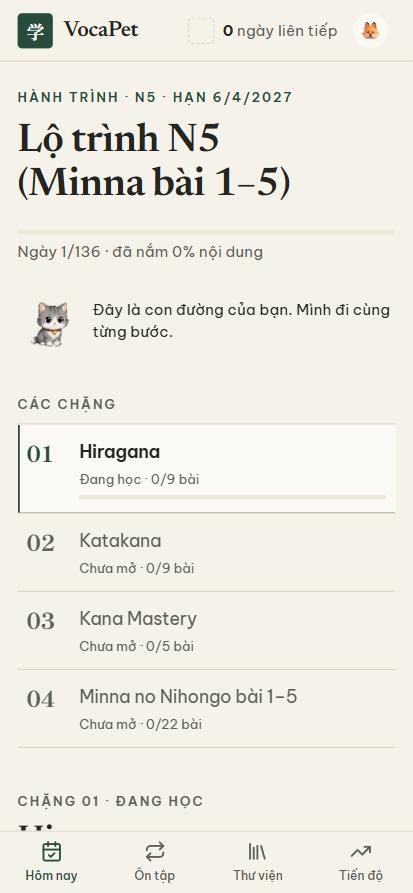 学 VocaPet
0 ngày liên tiếp
HÀNH TRÌNH · N5 · HẠN 6/4/2027
Lộ trình N5
(Minna bài 1–5)
Ngày 1/136 · đã nắm 0% nội dung
Đây là con đường của bạn. Mình đi cùng
từng bước.
CÁC CHẶNG
01 Hiragana
Đang học · 0/9 bài
02 Katakana
Chưa mở · 0/9 bài
03 Kana Mastery
Chưa mở · 0/5 bài
04 Minna no Nihongo bài 1–5
Chưa mở · 0/22 bài
CHẶNG 01 · ĐANG HỌC
Hôm nay
Ôn tập
Thư viện
Tiến độ